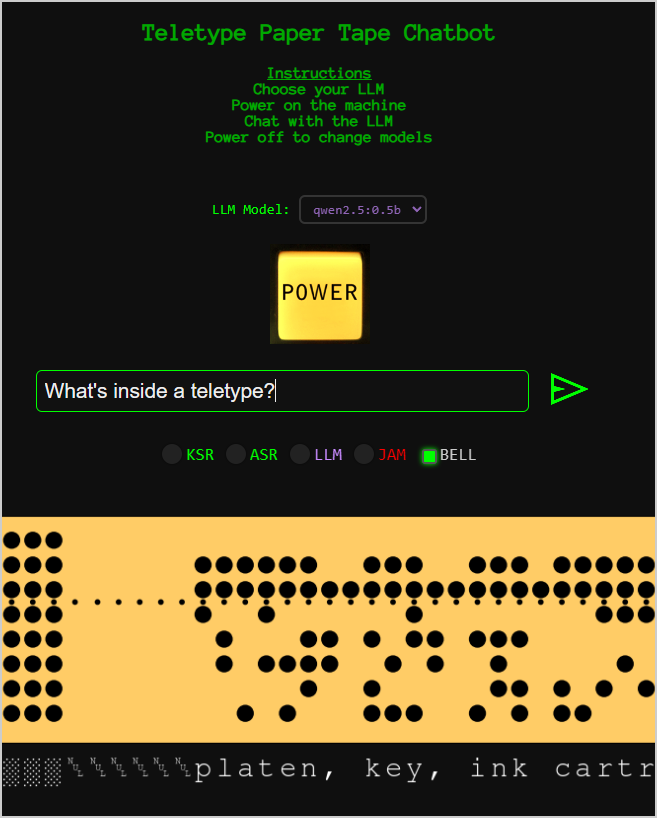 Teletype Paper Tape Chatbot
Instructions
Choose your LLM
Power on the machine
Chat with the LLM
Power off to change models
LLM Model: qwen2.5:0.5b
POWER
What's inside a teletype?
KSR ASR LLM JAM BELL
▒▒▒␀␀␀␀␀␀platen, key, ink cartr